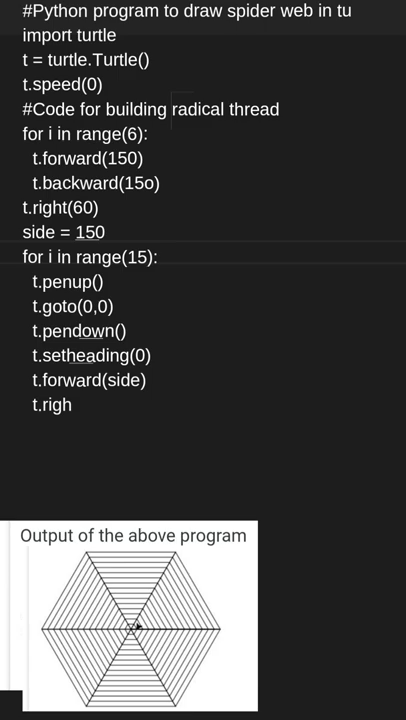 #Python program to draw spider web in tu
import turtle
t = turtle.Turtle()
t.speed(0)
#Code for building radical thread
for i in range(6):
  t.forward(150)
  t.backward(15o)
t.right(60)
side = 150
for i in range(15):
  t.penup()
  t.goto(0,0)
  t.pendown()
  t.setheading(0)
  t.forward(side)
  t.righ
Output of the above program